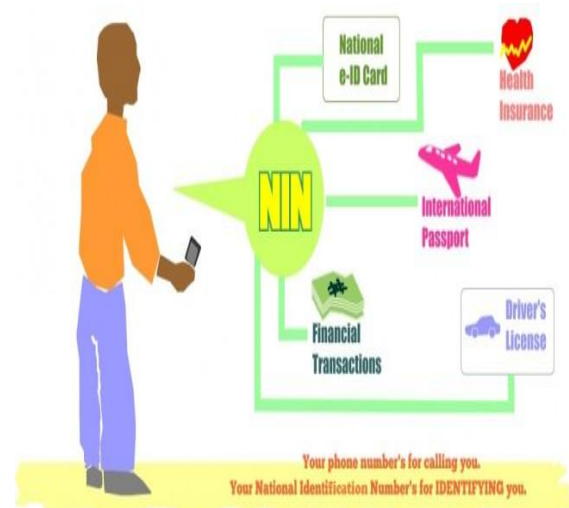 National
e-ID Card
Health
Insurance
NIN
International
Passport
Financial
Transactions
Driver's
License
Your phone number's for calling you.
Your National Identification Number's for IDENTIFYING you.